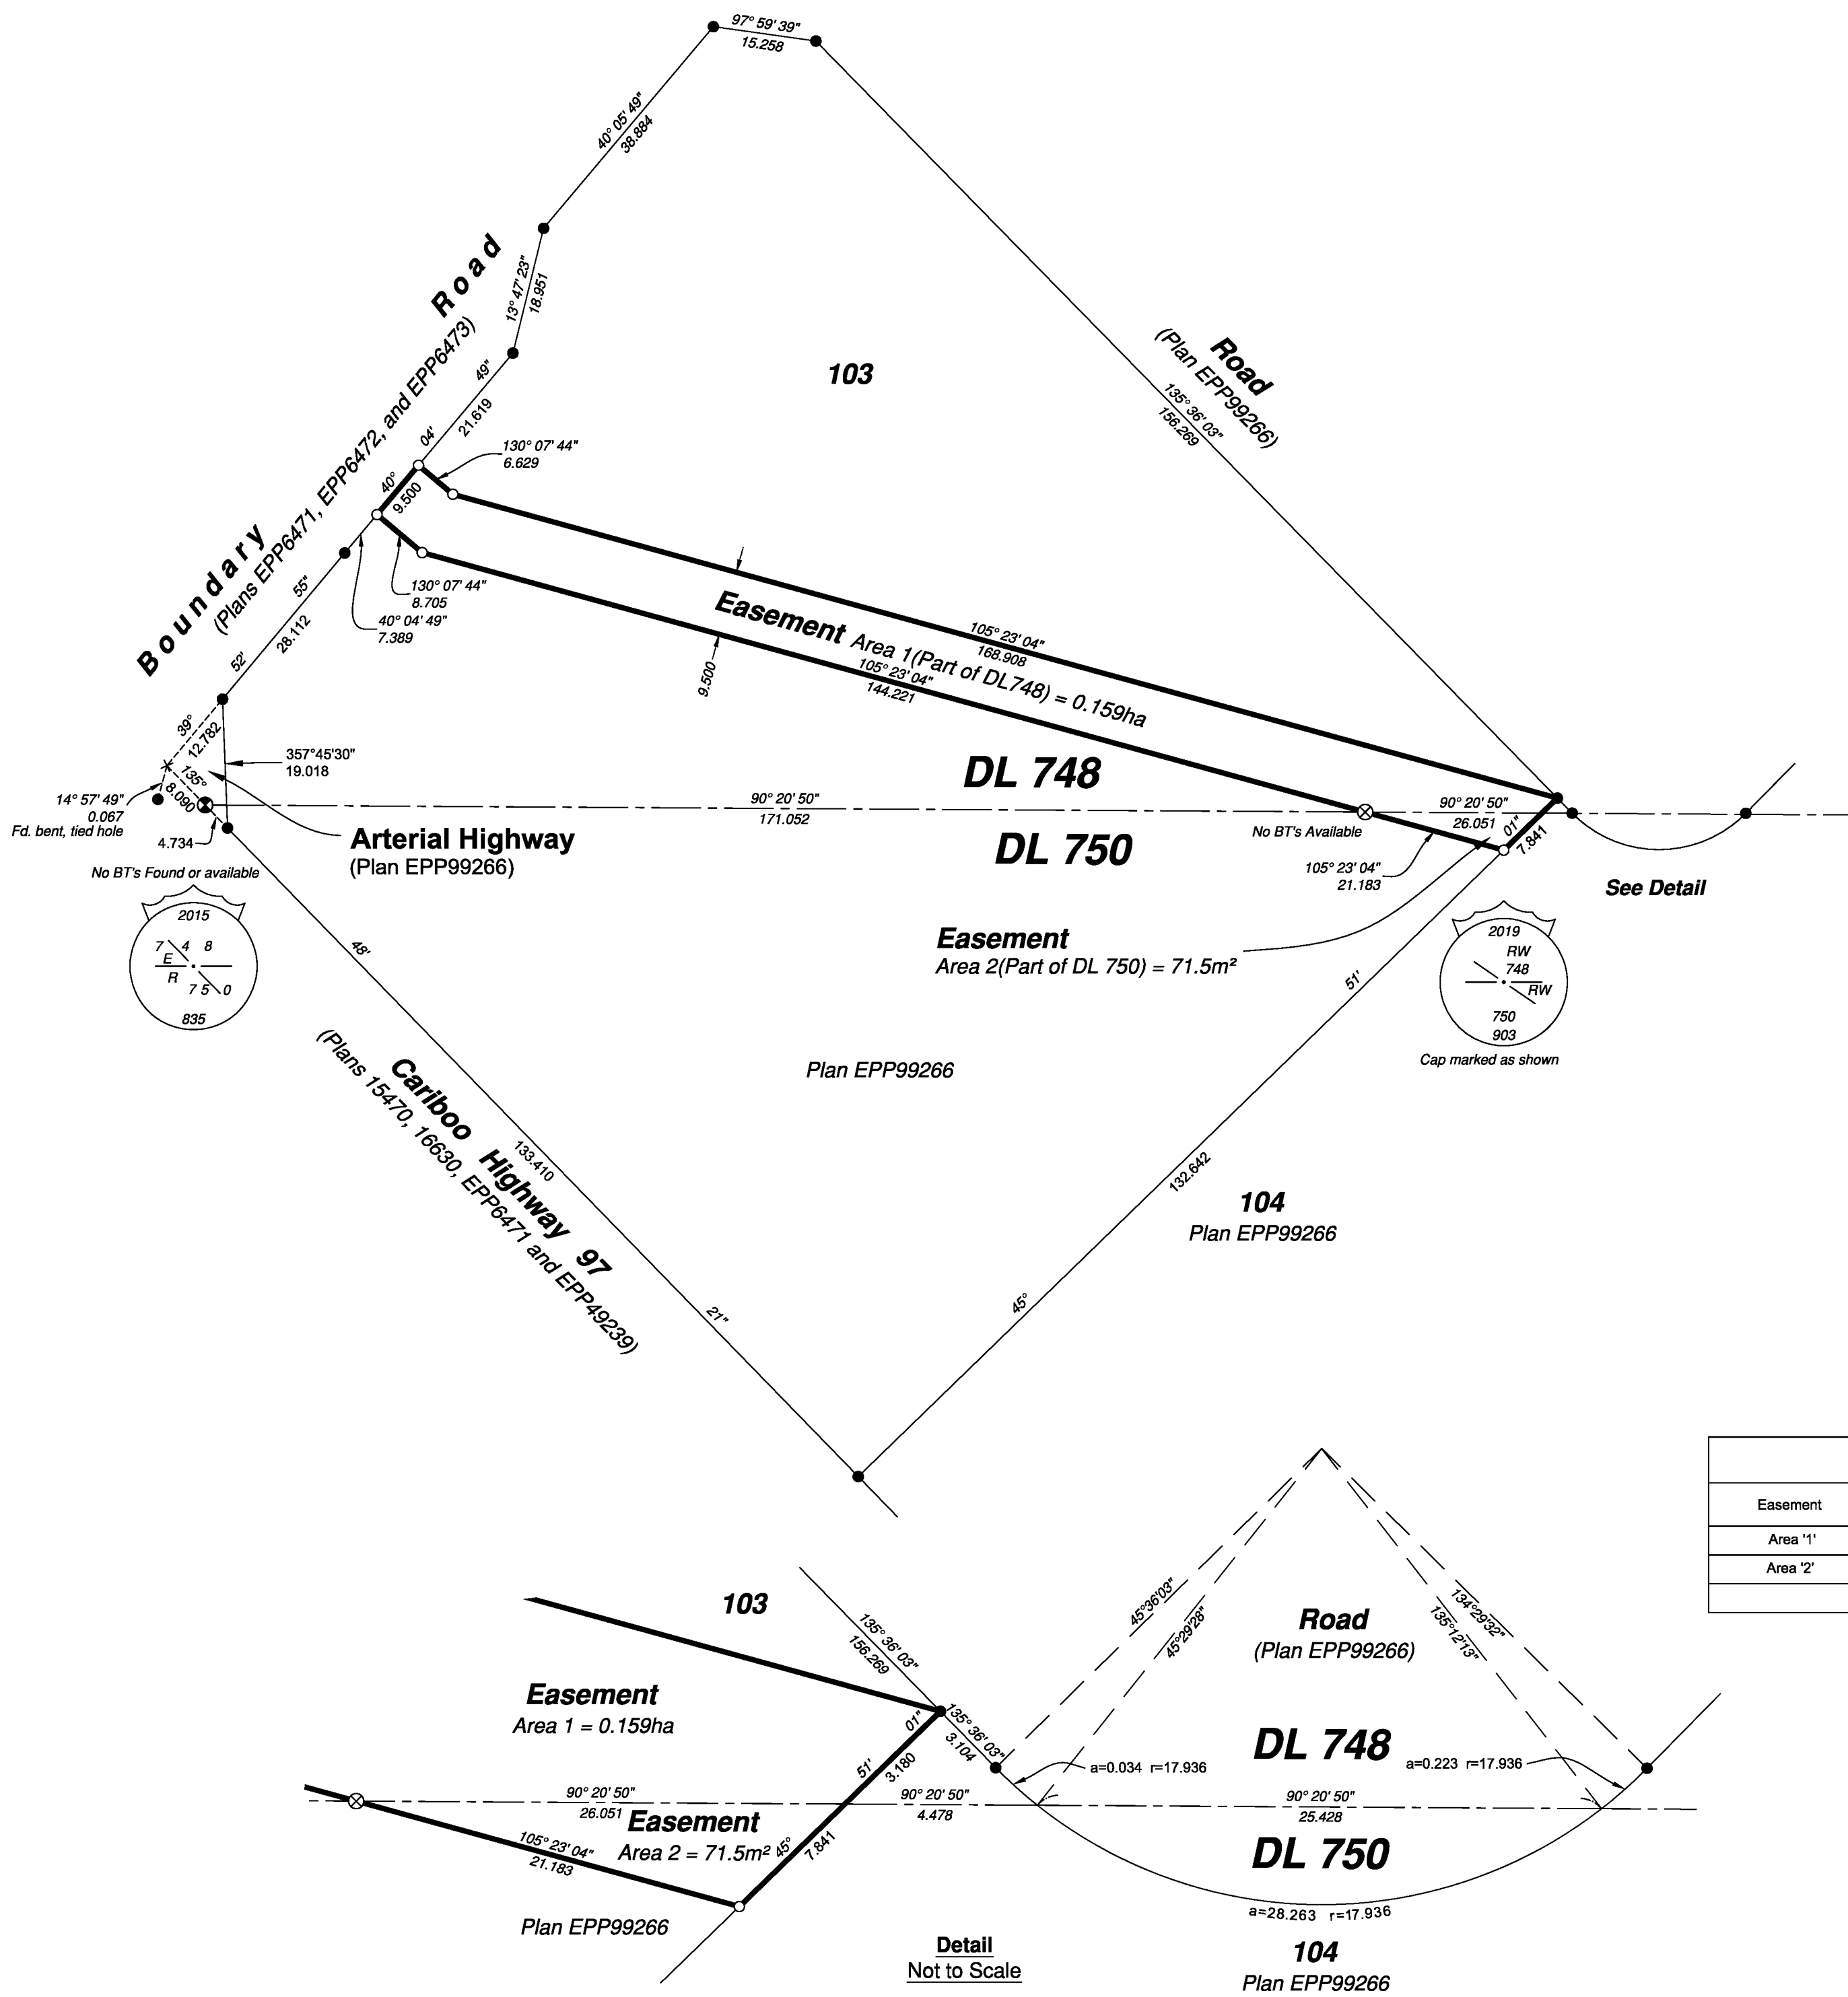 97° 59' 39"
15.258
40° 05' 49"
38.884
13° 47' 23"
18.951
Boundary Road
(Plans EPP6471, EPP6472, and EPP6473)
103
Road
(Plan EPP99266)
135° 36' 03"
156.269
40° 04' 49"
21.619
9.500
130° 07' 44"
6.629
130° 07' 44"
8.705
40° 04' 49"
7.389
39° 52' 55"
28.112
12.782
Easement Area 1(Part of DL748) = 0.159ha
105° 23' 04"
168.908
105° 23' 04"
144.221
9.500
357°45'30"
19.018
135° 48' 21"
8.090
4.734
14° 57' 49"
0.067
Fd. bent, tied hole
Arterial Highway
(Plan EPP99266)
DL 748
90° 20' 50"
171.052
DL 750
No BT's Available
90° 20' 50"
26.051
45° 51' 01"
7.841
105° 23' 04"
21.183
See Detail
No BT's Found or available
2015
7 4 8
E
R
7 5 0
835
Easement
Area 2(Part of DL 750) = 71.5m²
2019
RW
748
RW
750
903
Cap marked as shown
Cariboo Highway 97
(Plans 15470, 16630, EPP6471 and EPP49239)
133.410
Plan EPP99266
132.642
104
Plan EPP99266
Easement
Area '1'
Area '2'
103
135° 36' 03"
156.269
Easement
Area 1 = 0.159ha
45° 51' 01"
3.180
7.841
135° 36' 03"
3.104
45°36'03"
45°29'28"
134°29'32"
135°12'13"
Road
(Plan EPP99266)
DL 748
a=0.034 r=17.936
a=0.223 r=17.936
90° 20' 50"
26.051
90° 20' 50"
4.478
90° 20' 50"
25.428
Easement
Area 2 = 71.5m²
105° 23' 04"
21.183
DL 750
a=28.263 r=17.936
Plan EPP99266
Detail
Not to Scale
104
Plan EPP99266